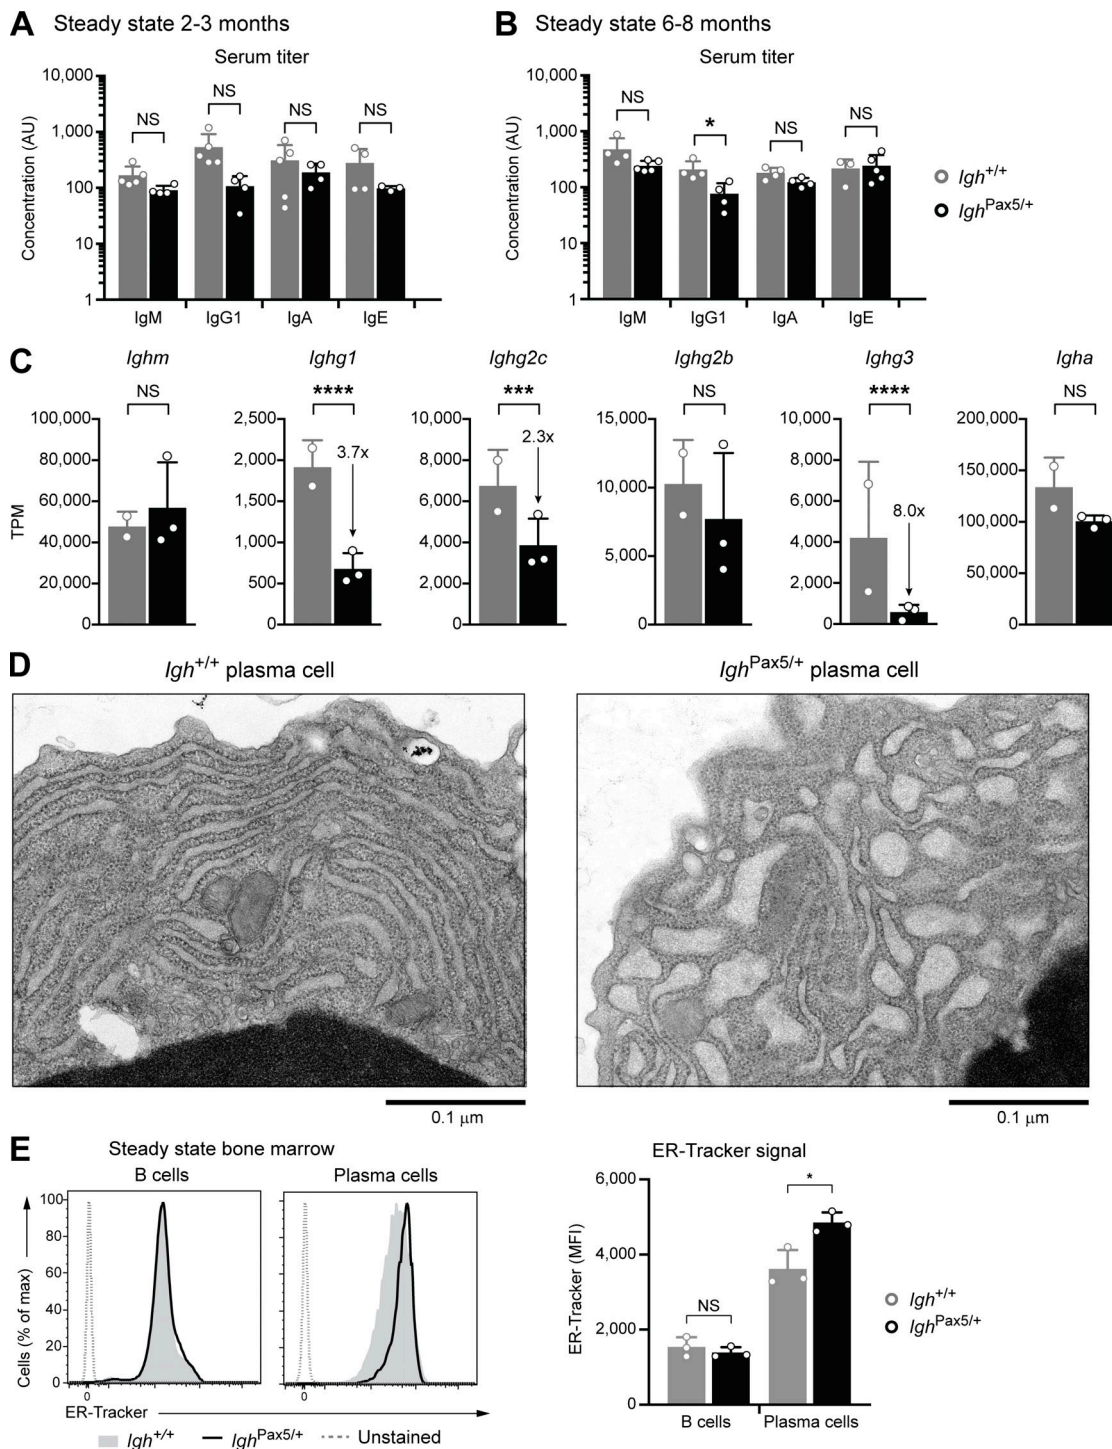 A Steady state 2-3 months
Serum titer
Concentration (AU)
10,000
1,000
100
10
1
NS
NS
NS
NS
IgM
IgG1
IgA
IgE
B Steady state 6-8 months
Serum titer
Concentration (AU)
10,000
1,000
100
10
1
NS
*
NS
NS
IgM
IgG1
IgA
IgE
Igh+/+
IghPax5/+
C
Ighm
NS
TPM
100,000
80,000
60,000
40,000
20,000
0
Ighg1
****
3.7x
2,500
2,000
1,500
1,000
500
0
Ighg2c
***
2.3x
10,000
8,000
6,000
4,000
2,000
0
Ighg2b
NS
15,000
10,000
5,000
0
Ighg3
****
8.0x
10,000
8,000
6,000
4,000
2,000
0
Igha
NS
200,000
150,000
100,000
50,000
0
D
Igh+/+ plasma cell
IghPax5/+ plasma cell
0.1 μm
0.1 μm
E Steady state bone marrow
B cells
Plasma cells
Cells (% of max)
100
80
60
40
20
0
0
0
ER-Tracker
Igh+/+
IghPax5/+
Unstained
ER-Tracker signal
ER-Tracker (MFI)
6,000
4,000
2,000
0
NS
*
B cells
Plasma cells
Igh+/+
IghPax5/+